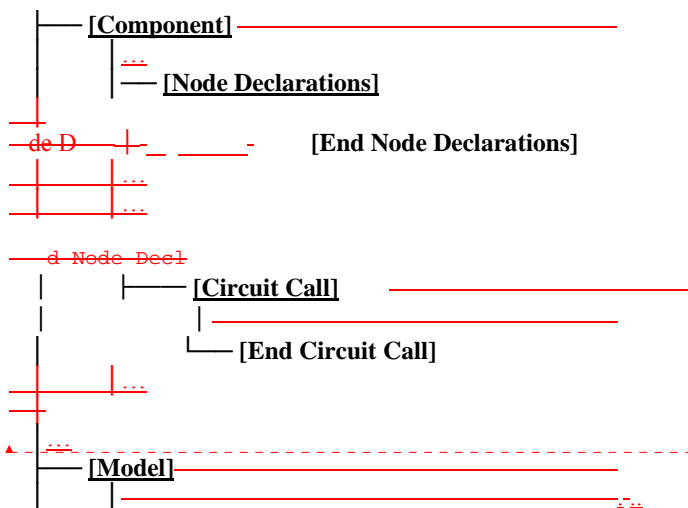 [Component]
...
[Node Declarations]
de D [End Node Declarations]
...
...
d Node Decl
[Circuit Call]
[End Circuit Call]
...
...
[Model]
...